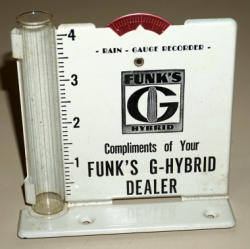 - RAIN - GAUGE RECORDER -
4
3
2
1
FUNK'S
G
HYBRID
Compliments of Your
FUNK'S G-HYBRID
DEALER